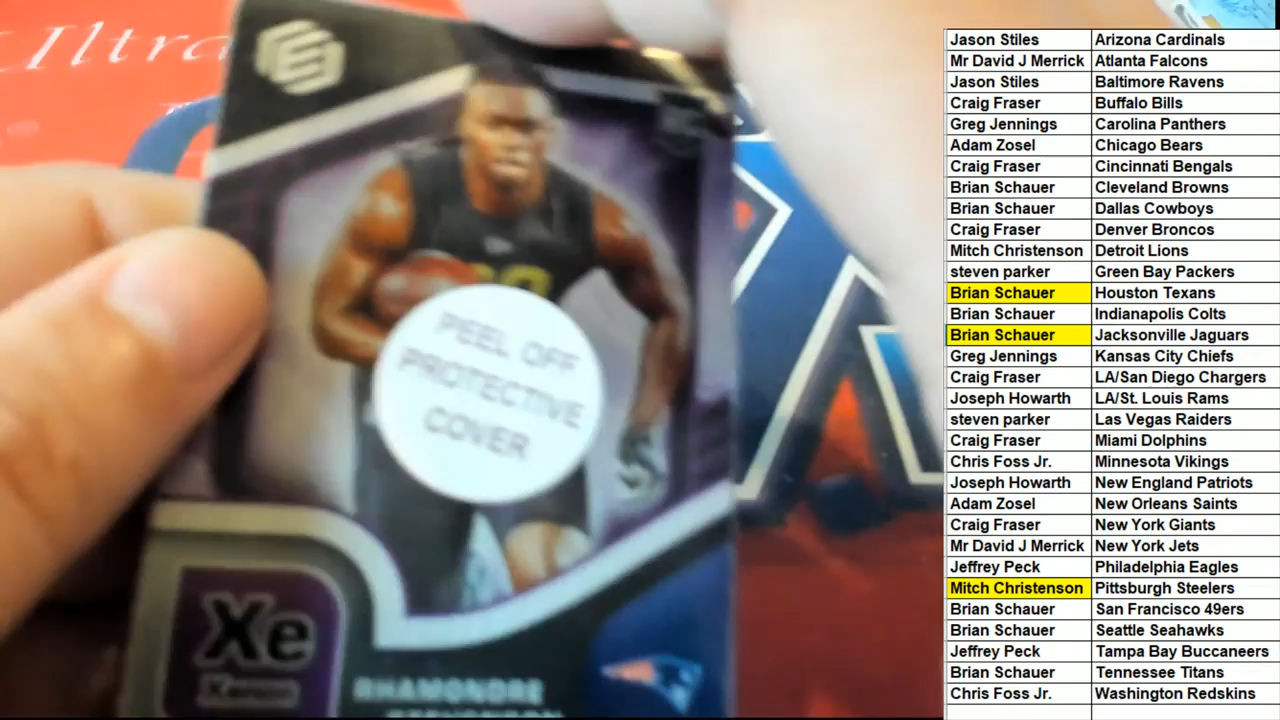 Iltra
RC
PEEL OFF
PROTECTIVE
COVER
Xe
Xenon
RHAMONDRE
STEVENSON
Jason Stiles Arizona Cardinals
Mr David J Merrick Atlanta Falcons
Jason Stiles Baltimore Ravens
Craig Fraser Buffalo Bills
Greg Jennings Carolina Panthers
Adam Zosel Chicago Bears
Craig Fraser Cincinnati Bengals
Brian Schauer Cleveland Browns
Brian Schauer Dallas Cowboys
Craig Fraser Denver Broncos
Mitch Christenson Detroit Lions
steven parker Green Bay Packers
Brian Schauer Houston Texans
Brian Schauer Indianapolis Colts
Brian Schauer Jacksonville Jaguars
Greg Jennings Kansas City Chiefs
Craig Fraser LA/San Diego Chargers
Joseph Howarth LA/St. Louis Rams
steven parker Las Vegas Raiders
Craig Fraser Miami Dolphins
Chris Foss Jr. Minnesota Vikings
Joseph Howarth New England Patriots
Adam Zosel New Orleans Saints
Craig Fraser New York Giants
Mr David J Merrick New York Jets
Jeffrey Peck Philadelphia Eagles
Mitch Christenson Pittsburgh Steelers
Brian Schauer San Francisco 49ers
Brian Schauer Seattle Seahawks
Jeffrey Peck Tampa Bay Buccaneers
Brian Schauer Tennessee Titans
Chris Foss Jr. Washington Redskins